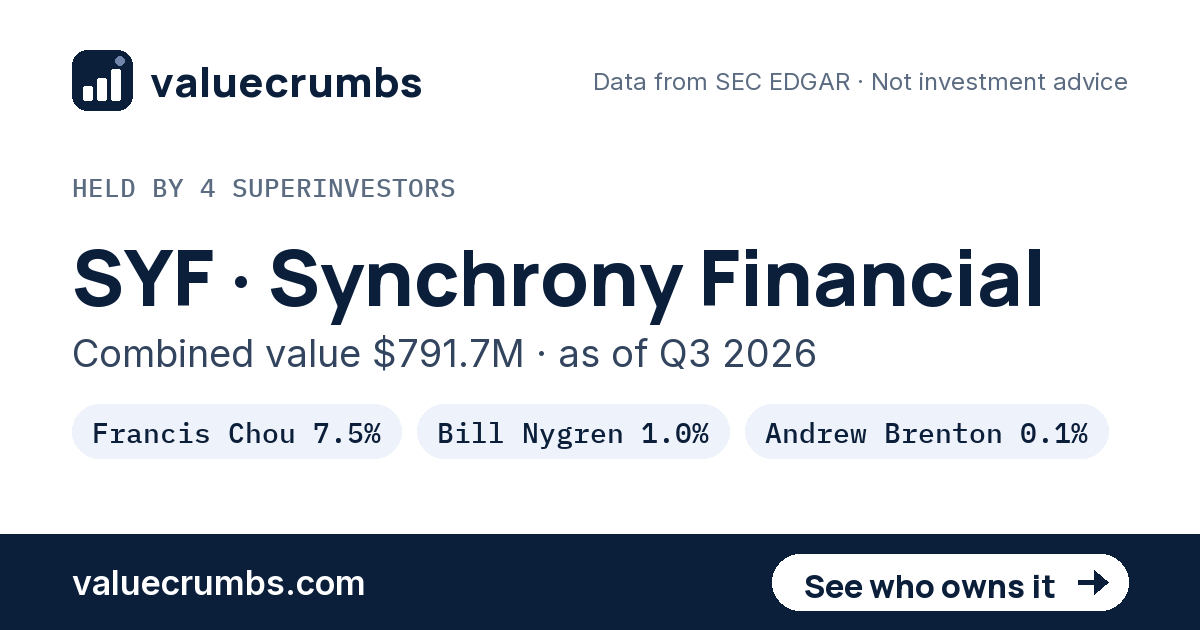 valuecrumbs
Data from SEC EDGAR · Not investment advice
HELD BY 4 SUPERINVESTORS
SYF · Synchrony Financial
Combined value $791.7M · as of Q3 2026
Francis Chou 7.5% Bill Nygren 1.0% Andrew Brenton 0.1%
valuecrumbs.com
See who owns it →